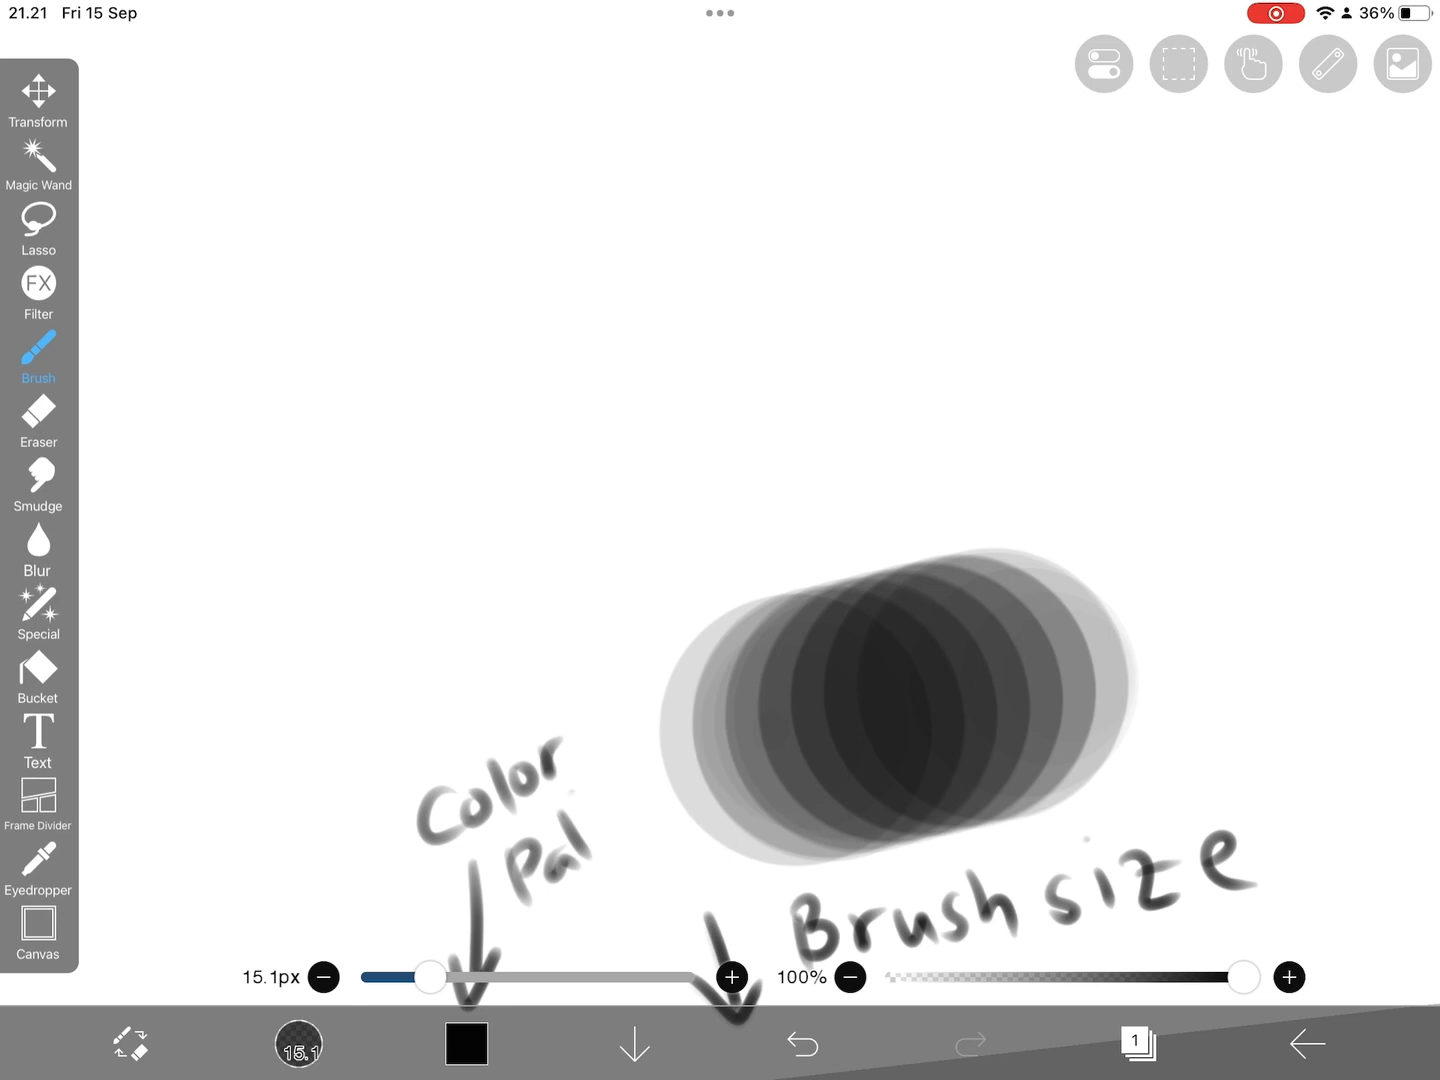 21.21 Fri 15 Sep
36%
Transform
Magic Wand
Lasso
FX
Filter
Brush
Eraser
Smudge
Blur
Special
Bucket
T
Text
Frame Divider
Eyedropper
Canvas
Color
Pal
Brush size
15.1px
100%
15.1
1